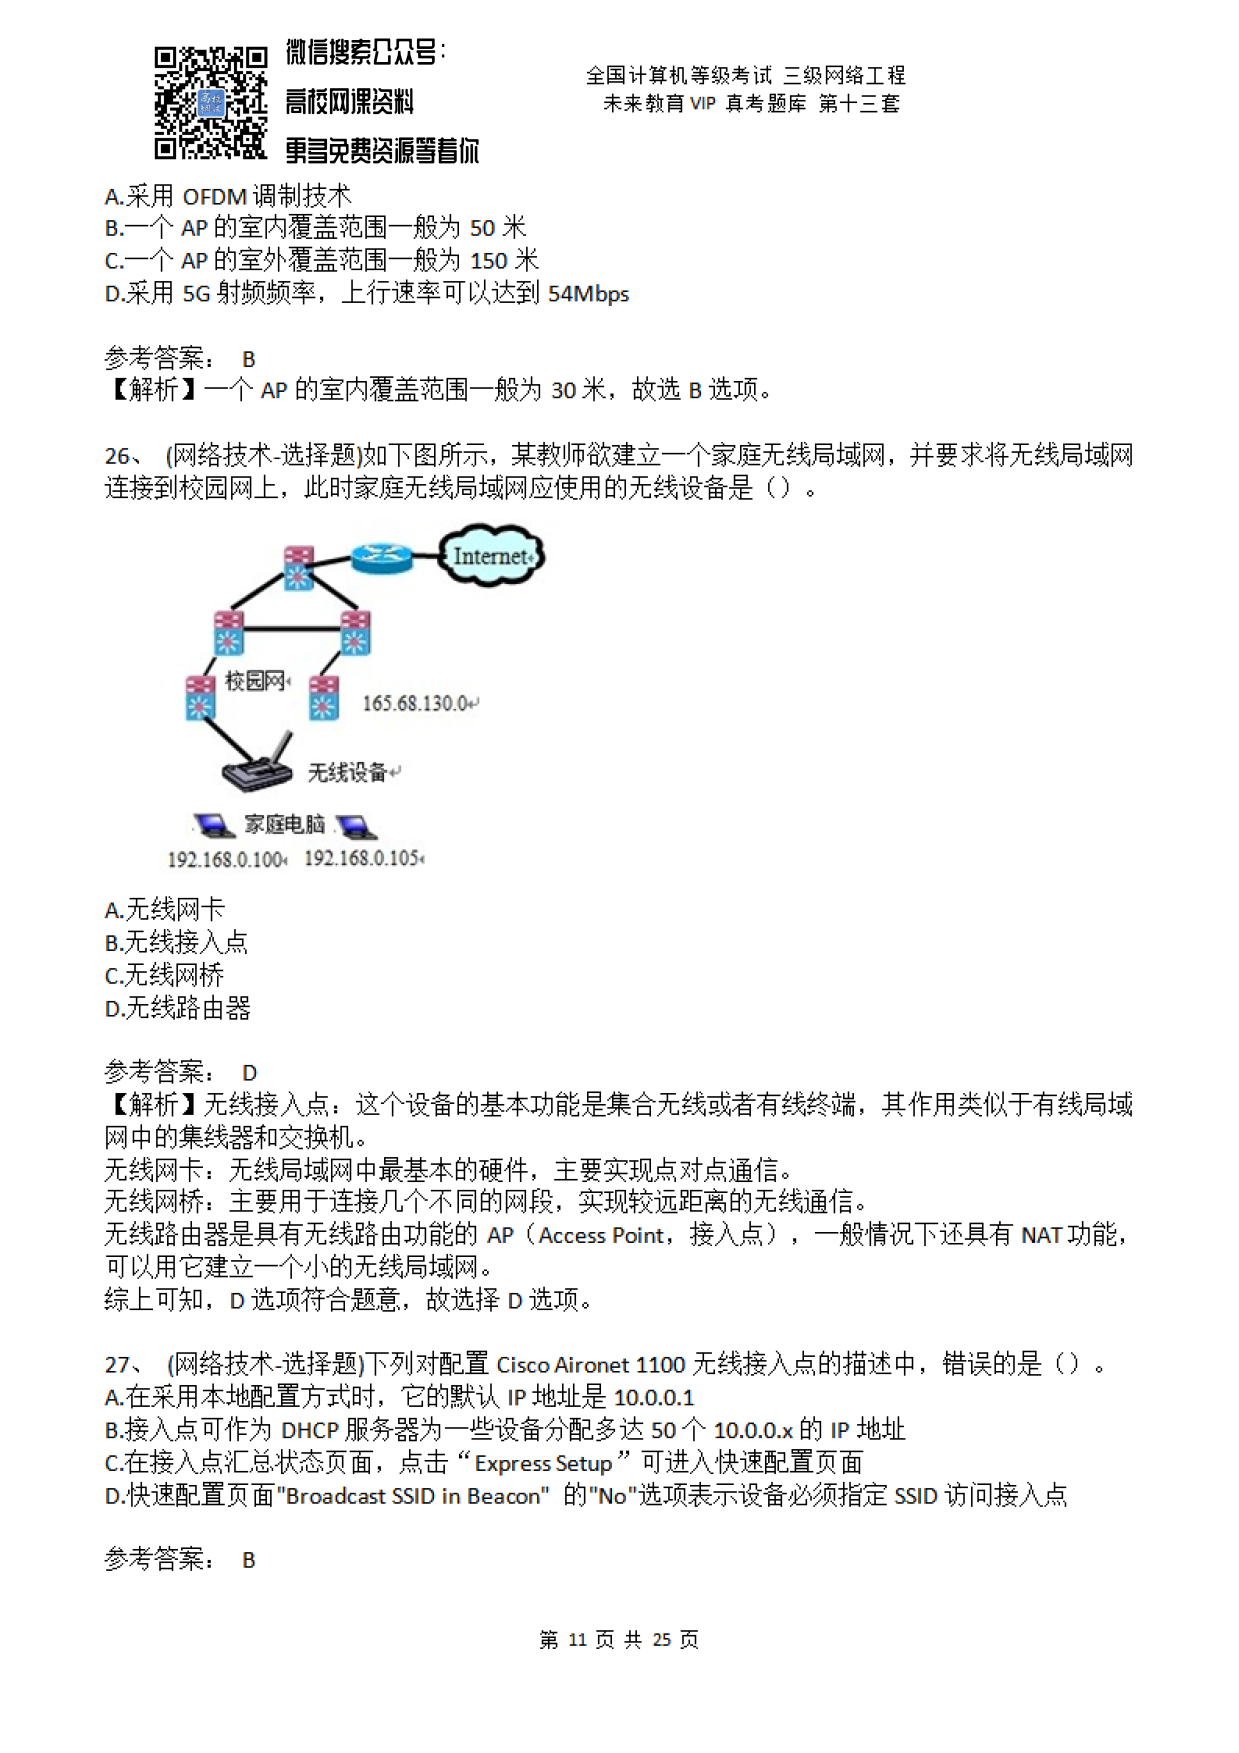 微信搜索公众号：
高校网课资料
更多免费资源等着你
高校
网课
全国计算机等级考试 三级网络工程
未来教育 VIP 真考题库 第十三套
A.采用 OFDM 调制技术
B.一个 AP 的室内覆盖范围一般为 50 米
C.一个 AP 的室外覆盖范围一般为 150 米
D.采用 5G 射频频率，上行速率可以达到 54Mbps
参考答案： B
【解析】一个 AP 的室内覆盖范围一般为 30 米，故选 B 选项。
26、 (网络技术-选择题)如下图所示，某教师欲建立一个家庭无线局域网，并要求将无线局域网
连接到校园网上，此时家庭无线局域网应使用的无线设备是（）。
Internet
校园网
165.68.130.0
无线设备
家庭电脑
192.168.0.100 192.168.0.105
A.无线网卡
B.无线接入点
C.无线网桥
D.无线路由器
参考答案： D
【解析】无线接入点：这个设备的基本功能是集合无线或者有线终端，其作用类似于有线局域
网中的集线器和交换机。
无线网卡：无线局域网中最基本的硬件，主要实现点对点通信。
无线网桥：主要用于连接几个不同的网段，实现较远距离的无线通信。
无线路由器是具有无线路由功能的 AP（Access Point，接入点），一般情况下还具有 NAT 功能，
可以用它建立一个小的无线局域网。
综上可知，D 选项符合题意，故选择 D 选项。
27、 (网络技术-选择题)下列对配置 Cisco Aironet 1100 无线接入点的描述中，错误的是（）。
A.在采用本地配置方式时，它的默认 IP 地址是 10.0.0.1
B.接入点可作为 DHCP 服务器为一些设备分配多达 50 个 10.0.0.x 的 IP 地址
C.在接入点汇总状态页面，点击“Express Setup”可进入快速配置页面
D.快速配置页面"Broadcast SSID in Beacon" 的"No"选项表示设备必须指定 SSID 访问接入点
参考答案： B
第 11 页 共 25 页